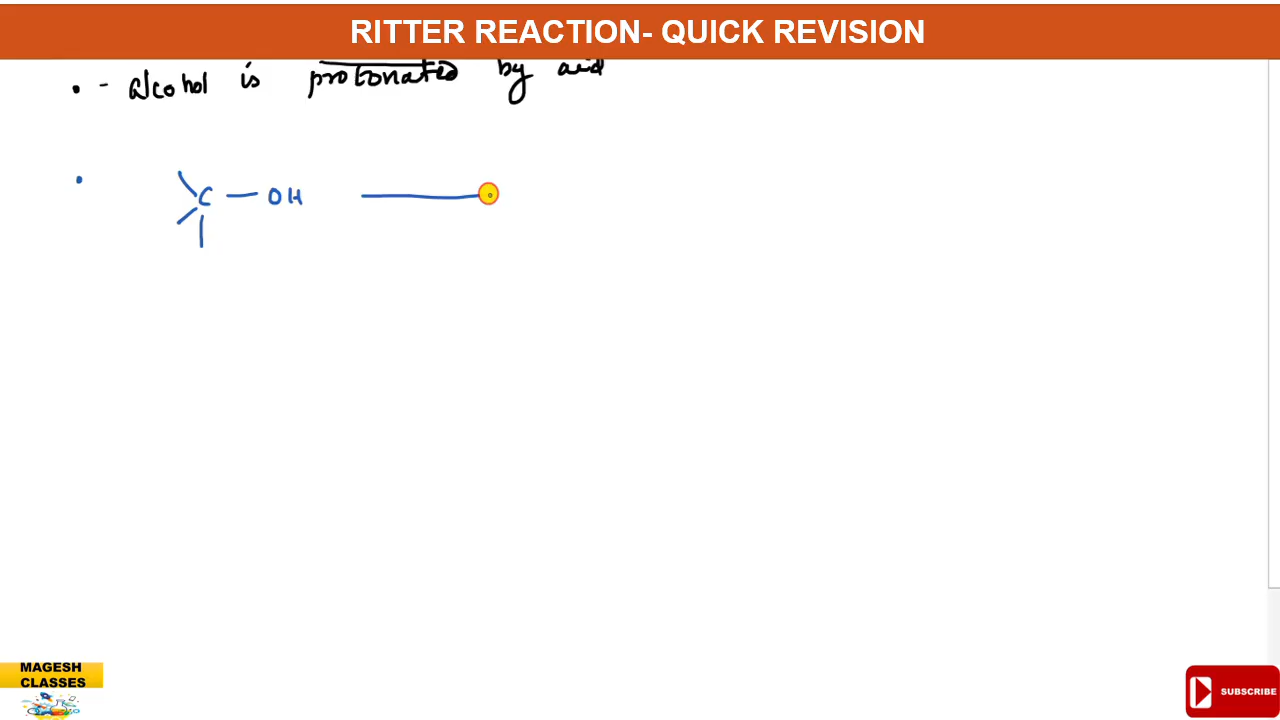 RITTER REACTION- QUICK REVISION
• - alcohol is protonated by acid
•
C — OH
MAGESH
CLASSES
SUBSCRIBE